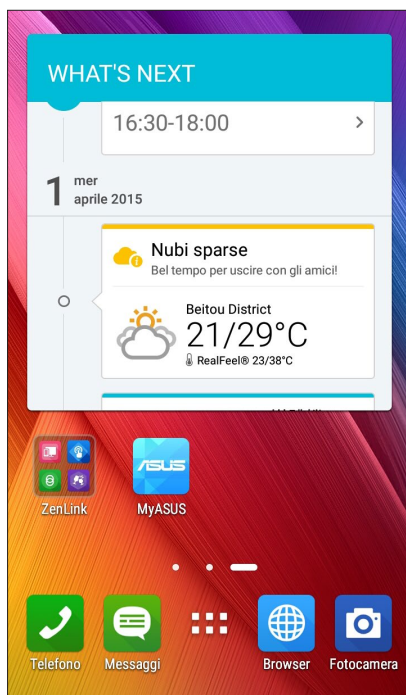 WHAT'S NEXT
16:30-18:00
1
mer
aprile 2015
Nubi sparse
Bel tempo per uscire con gli amici!
Beitou District
21/29°C
RealFeel® 23/38°C
ZenLink
/SUS
MyASUS
Telefono
Messaggi
Browser
Fotocamera